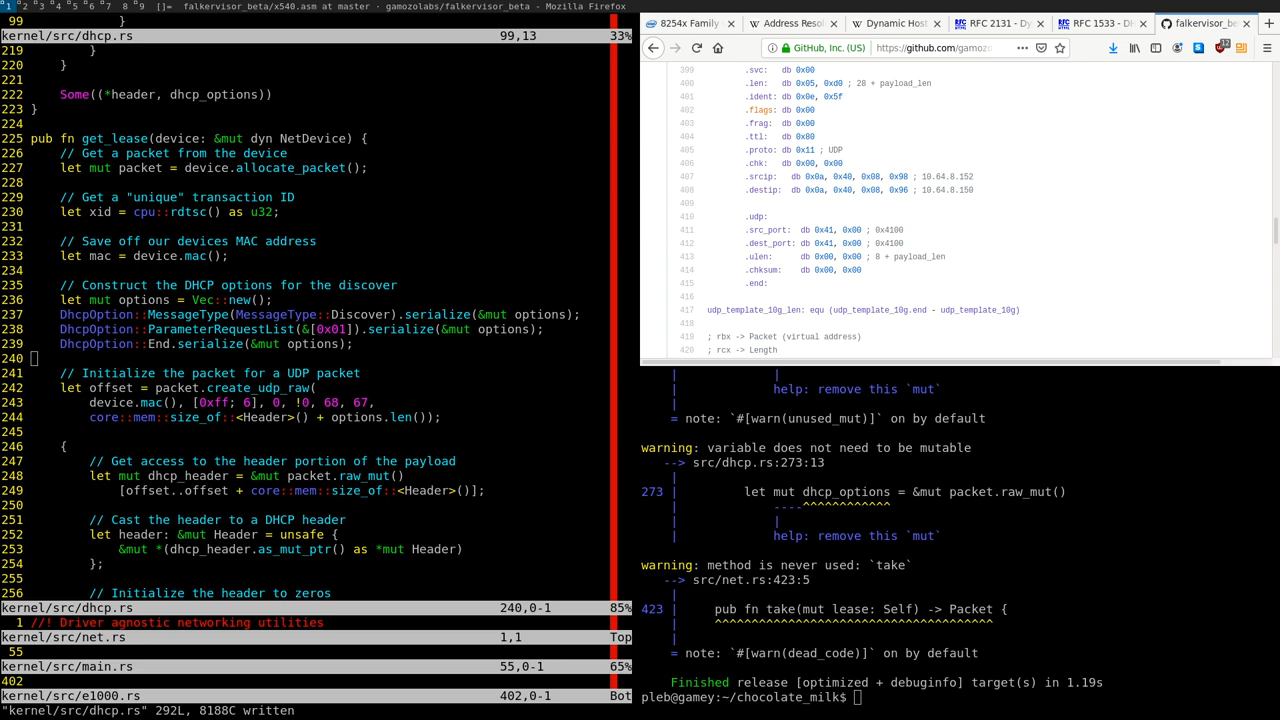 1 2 3 4 5 6 7 8 9 []= falkervisor_beta/x540.asm at master · gamozolabs/falkervisor_beta - Mozilla Firefox
99             }
kernel/src/dhcp.rs 99,13 33%
219         }
220     }
221
222     Some((*header, dhcp_options))
223 }
224
225 pub fn get_lease(device: &mut dyn NetDevice) {
226     // Get a packet from the device
227     let mut packet = device.allocate_packet();
228
229     // Get a "unique" transaction ID
230     let xid = cpu::rdtsc() as u32;
231
232     // Save off our devices MAC address
233     let mac = device.mac();
234
235     // Construct the DHCP options for the discover
236     let mut options = Vec::new();
237     DhcpOption::MessageType(MessageType::Discover).serialize(&mut options);
238     DhcpOption::ParameterRequestList(&[0x01]).serialize(&mut options);
239     DhcpOption::End.serialize(&mut options);
240
241     // Initialize the packet for a UDP packet
242     let offset = packet.create_udp_raw(
243         device.mac(), [0xff; 6], 0, !0, 68, 67,
244         core::mem::size_of::<Header>() + options.len());
245
246     {
247         // Get access to the header portion of the payload
248         let mut dhcp_header = &mut packet.raw_mut()
249             [offset..offset + core::mem::size_of::<Header>()];
250
251         // Cast the header to a DHCP header
252         let header: &mut Header = unsafe {
253             &mut *(dhcp_header.as_mut_ptr() as *mut Header)
254         };
255
256         // Initialize the header to zeros
kernel/src/dhcp.rs 240,0-1 85%
1 //! Driver agnostic networking utilities
kernel/src/net.rs 1,1 Top
55
kernel/src/main.rs 55,0-1 65%
402
kernel/src/e1000.rs 402,0-1 Bot
"kernel/src/dhcp.rs" 292L, 8188C written
8254x Family Address Resol Dynamic Host RFC 2131 - Dy RFC 1533 - DH falkervisor_be
GitHub, Inc. (US) https://github.com/gamozo
12
399 .svc: db 0x00
400 .len: db 0x05, 0xd0 ; 28 + payload_len
401 .ident: db 0x0e, 0x5f
402 .flags: db 0x00
403 .frag: db 0x00
404 .ttl: db 0x80
405 .proto: db 0x11 ; UDP
406 .chk: db 0x00, 0x00
407 .srcip: db 0x0a, 0x40, 0x08, 0x98 ; 10.64.8.152
408 .destip: db 0x0a, 0x40, 0x08, 0x96 ; 10.64.8.150
409
410 .udp:
411 .src_port: db 0x41, 0x00 ; 0x4100
412 .dest_port: db 0x41, 0x00 ; 0x4100
413 .ulen: db 0x00, 0x00 ; 8 + payload_len
414 .chksum: db 0x00, 0x00
415 .end:
416
417 udp_template_10g_len: equ (udp_template_10g.end - udp_template_10g)
418
419 ; rbx -> Packet (virtual address)
420 ; rcx -> Length
    |             |
    |             help: remove this `mut`
    |
    = note: `#[warn(unused_mut)]` on by default
warning: variable does not need to be mutable
   --> src/dhcp.rs:273:13
    |
273 |         let mut dhcp_options = &mut packet.raw_mut()
    |             ----^^^^^^^^^^^^
    |             |
    |             help: remove this `mut`
warning: method is never used: `take`
   --> src/net.rs:423:5
    |
423 |     pub fn take(mut lease: Self) -> Packet {
    |     ^^^^^^^^^^^^^^^^^^^^^^^^^^^^^^^^^^^^^^
    |
    = note: `#[warn(dead_code)]` on by default
    Finished release [optimized + debuginfo] target(s) in 1.19s
pleb@gamey:~/chocolate_milk$